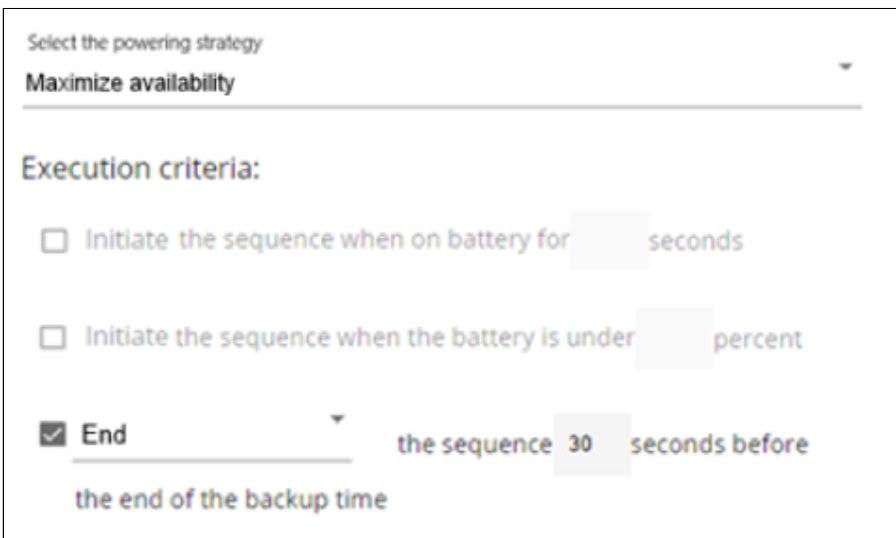 Select the powering strategy
Maximize availability
Execution criteria:
Initiate the sequence when on battery for seconds
Initiate the sequence when the battery is under percent
End the sequence 30 seconds before
the end of the backup time